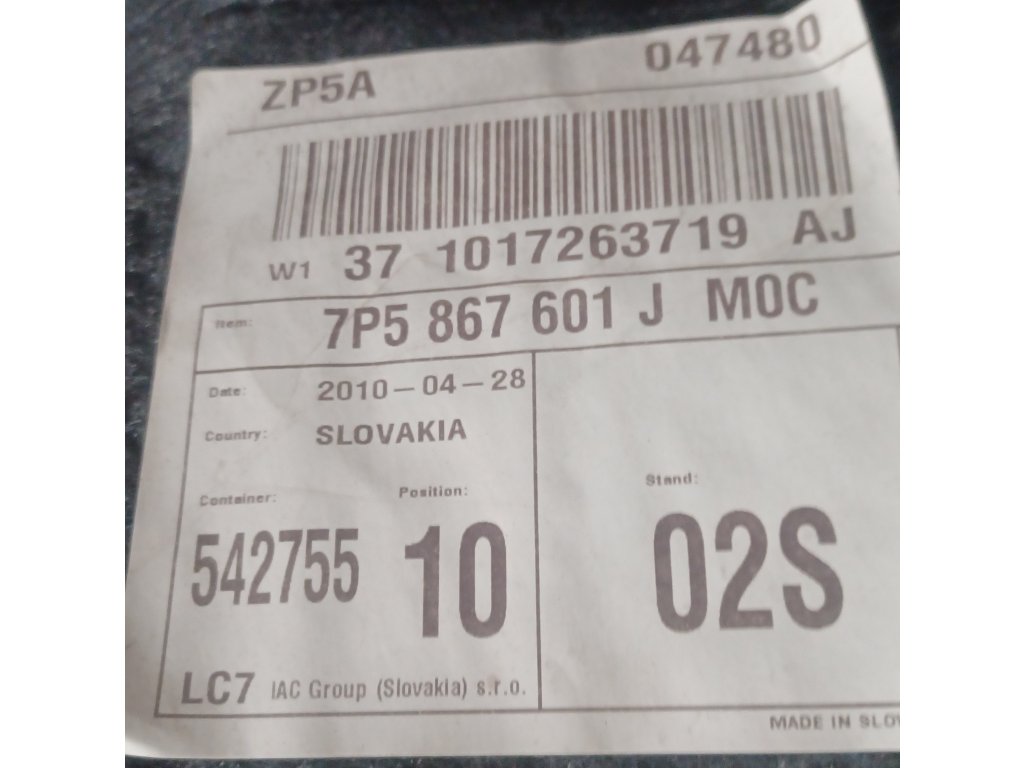 ZP5A 047480
W1 37 1017263719 AJ
Item: 7P5 867 601 J M0C
Date: 2010-04-28
Country: SLOVAKIA
Container: Position: Stand:
542755 10 02S
LC7 IAC Group (Slovakia) s.r.o.
MADE IN SLO